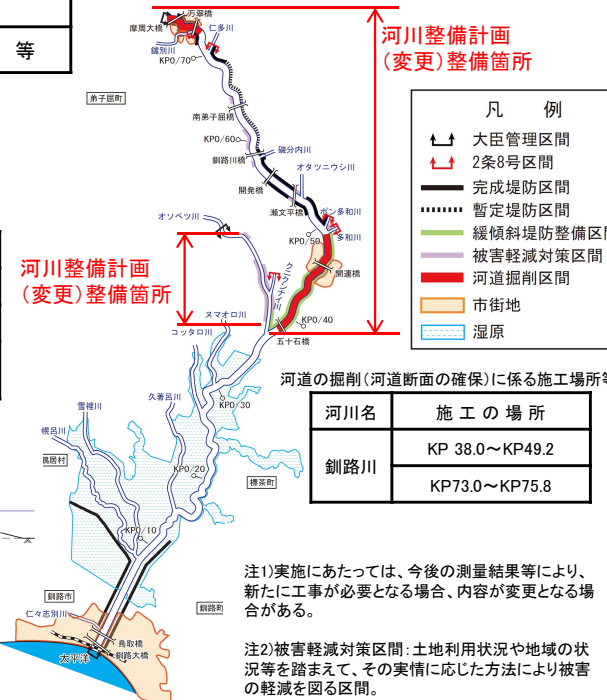 等
万翠橋
摩周大橋
仁多川
鐺別川
KP0/70
弟子屈町
南弟子屈橋
KP0/60
磯分内川
釧路川橋
オタツニウシ川
開発橋
瀬文平橋
オソベツ川
ポン多和川
多和川
KP0/50
開運橋
クニクンナイ川
ヌマオロ川
KP0/40
コッタロ川
五十石橋
河川整備計画
(変更)整備箇所
河川整備計画
(変更)整備箇所
凡 例
大臣管理区間
2条8号区間
完成堤防区間
暫定堤防区間
緩傾斜堤防整備区間
被害軽減対策区間
河道掘削区間
市街地
湿原
久著呂川
KP0/30
雪裡川
幌呂川
鶴居村
KP0/20
標茶町
KP0/10
釧路市
仁々志別川
釧路町
鳥取橋
釧路大橋
太平洋
河道の掘削(河道断面の確保)に係る施工場所等
河川名 施工の場所
釧路川 KP 38.0～KP49.2
KP73.0～KP75.8
注1)実施にあたっては、今後の測量結果等により、
新たに工事が必要となる場合、内容が変更となる場
合がある。
注2)被害軽減対策区間:土地利用状況や地域の状
況等を踏まえて、その実情に応じた方法により被害
の軽減を図る区間。